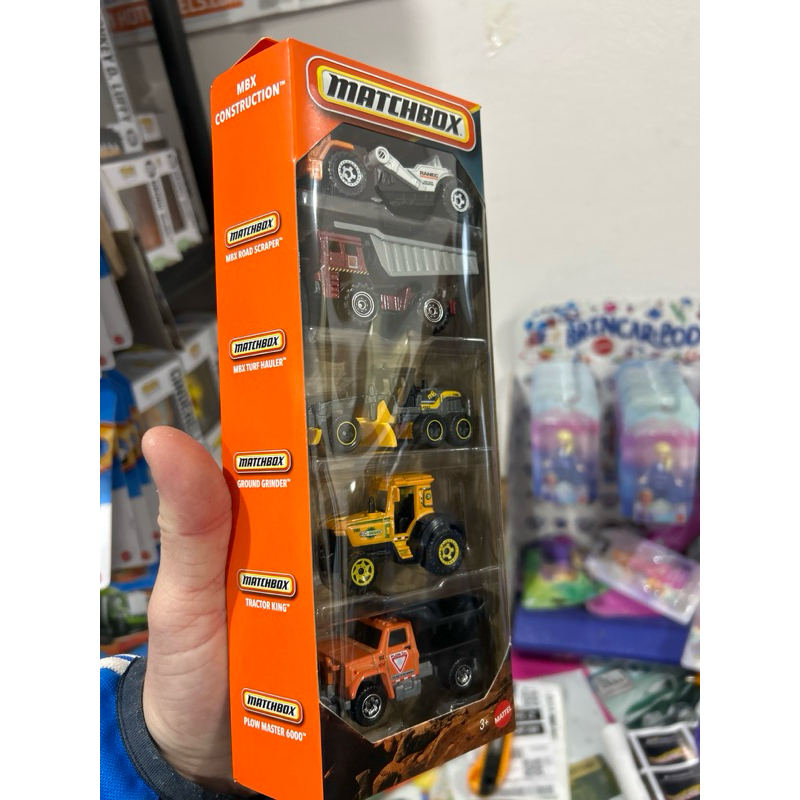 MBX
CONSTRUCTION™
MATCHBOX
MATCHBOX
MBX ROAD SCRAPER™
MATCHBOX
MBX TURF HAULER™
MATCHBOX
GROUND GRINDER™
MATCHBOX
TRACTOR KING™
MATCHBOX
PLOW MASTER 6000™
3+
MATTEL